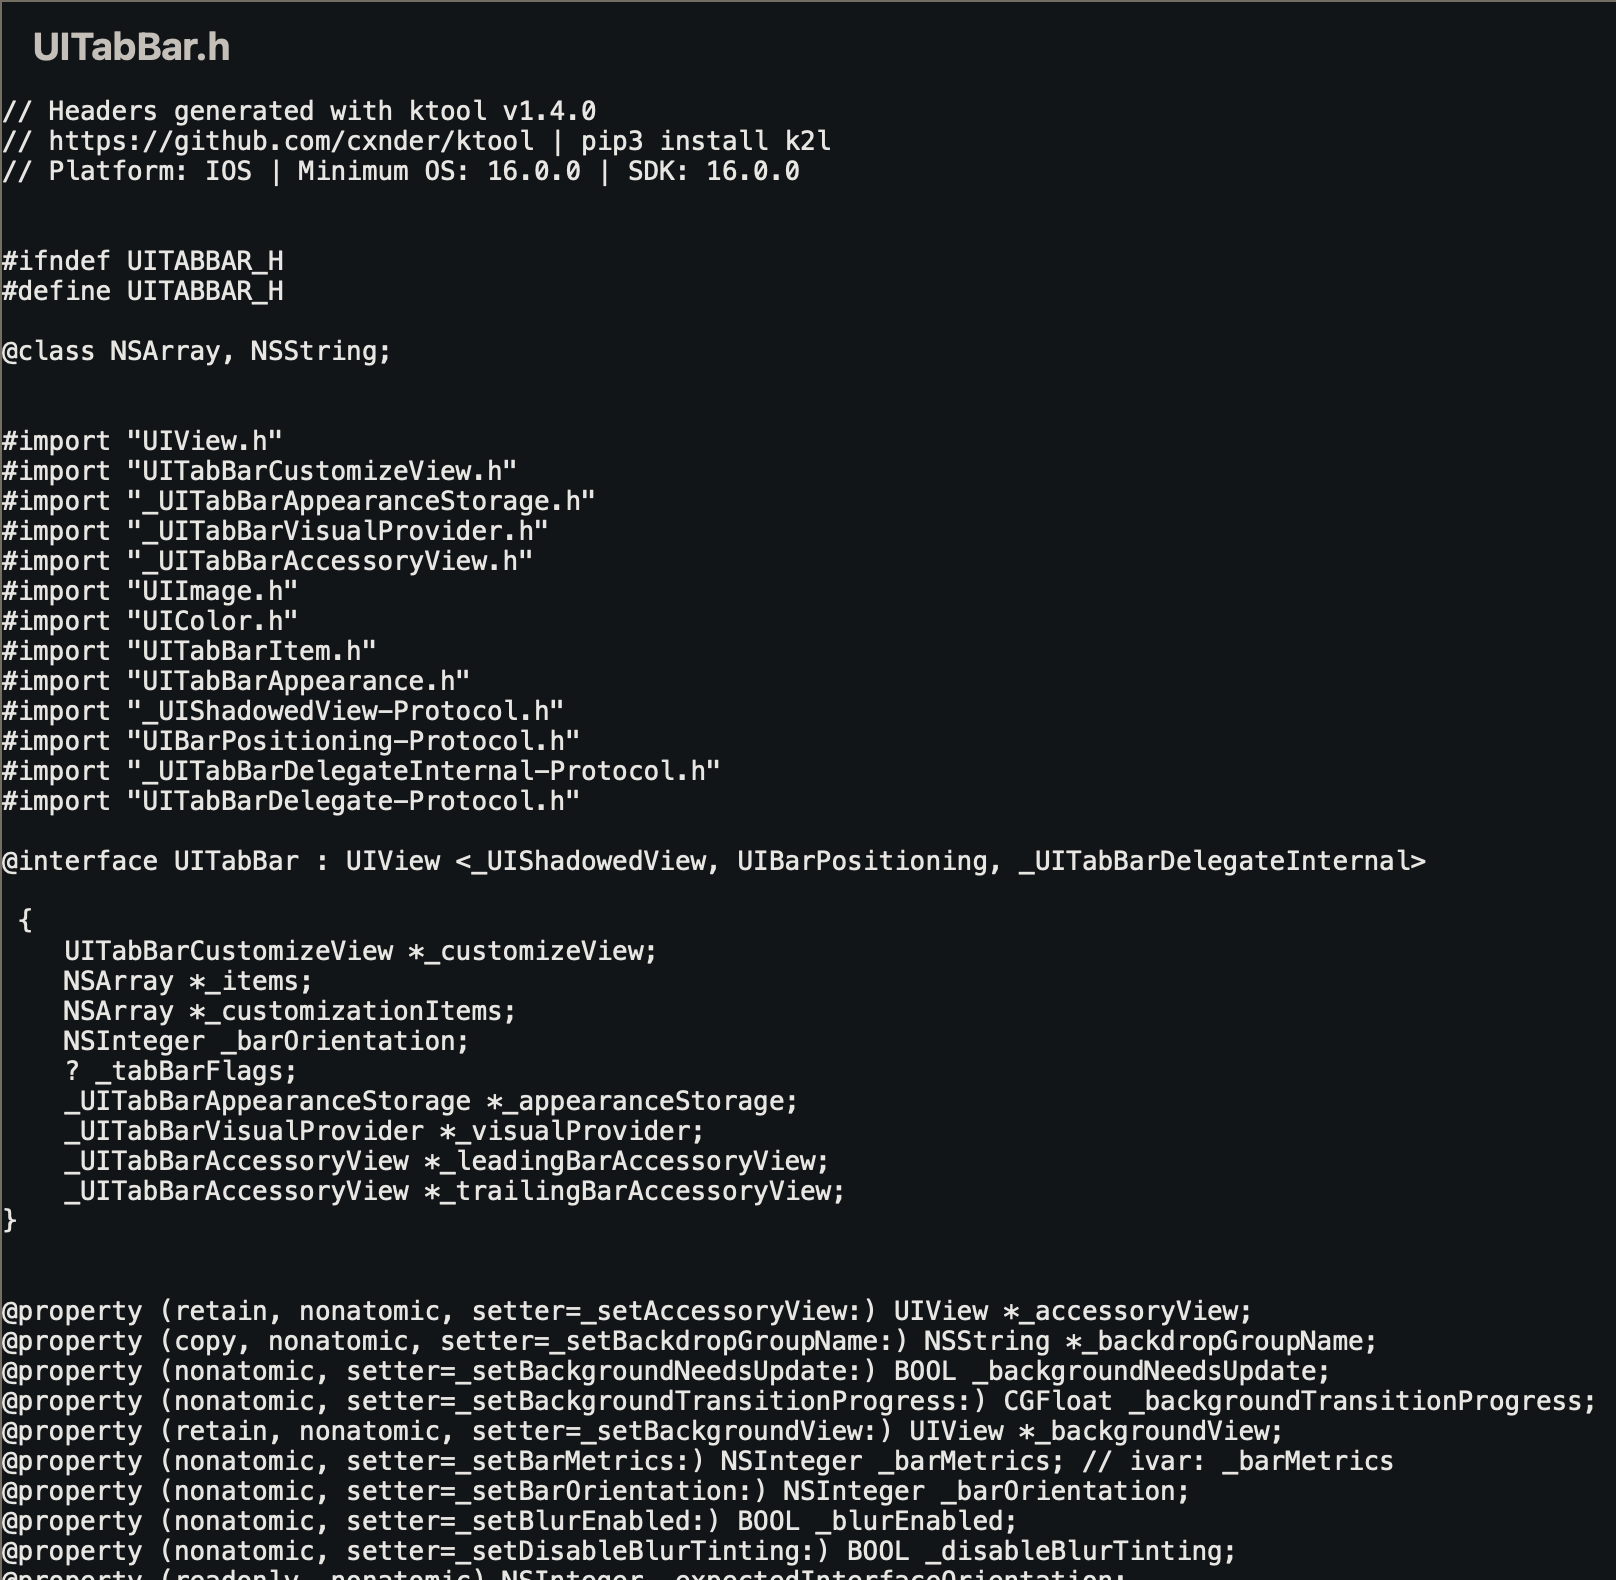 UITabBar.h
// Headers generated with ktool v1.4.0
// https://github.com/cxnder/ktool | pip3 install k2l
// Platform: IOS | Minimum OS: 16.0.0 | SDK: 16.0.0
#ifndef UITABBAR_H
#define UITABBAR_H
@class NSArray, NSString;
#import "UIView.h"
#import "UITabBarCustomizeView.h"
#import "_UITabBarAppearanceStorage.h"
#import "_UITabBarVisualProvider.h"
#import "_UITabBarAccessoryView.h"
#import "UIImage.h"
#import "UIColor.h"
#import "UITabBarItem.h"
#import "UITabBarAppearance.h"
#import "_UIShadowedView-Protocol.h"
#import "UIBarPositioning-Protocol.h"
#import "_UITabBarDelegateInternal-Protocol.h"
#import "UITabBarDelegate-Protocol.h"
@interface UITabBar : UIView <_UIShadowedView, UIBarPositioning, _UITabBarDelegateInternal>
{
UITabBarCustomizeView *_customizeView;
NSArray *_items;
NSArray *_customizationItems;
NSInteger _barOrientation;
? _tabBarFlags;
_UITabBarAppearanceStorage *_appearanceStorage;
_UITabBarVisualProvider *_visualProvider;
_UITabBarAccessoryView *_leadingBarAccessoryView;
_UITabBarAccessoryView *_trailingBarAccessoryView;
}
@property (retain, nonatomic, setter=_setAccessoryView:) UIView *_accessoryView;
@property (copy, nonatomic, setter=_setBackdropGroupName:) NSString *_backdropGroupName;
@property (nonatomic, setter=_setBackgroundNeedsUpdate:) BOOL _backgroundNeedsUpdate;
@property (nonatomic, setter=_setBackgroundTransitionProgress:) CGFloat _backgroundTransitionProgress;
@property (retain, nonatomic, setter=_setBackgroundView:) UIView *_backgroundView;
@property (nonatomic, setter=_setBarMetrics:) NSInteger _barMetrics; // ivar: _barMetrics
@property (nonatomic, setter=_setBarOrientation:) NSInteger _barOrientation;
@property (nonatomic, setter=_setBlurEnabled:) BOOL _blurEnabled;
@property (nonatomic, setter=_setDisableBlurTinting:) BOOL _disableBlurTinting;
@property (readonly, nonatomic) NSInteger _expectedInterfaceOrientation;